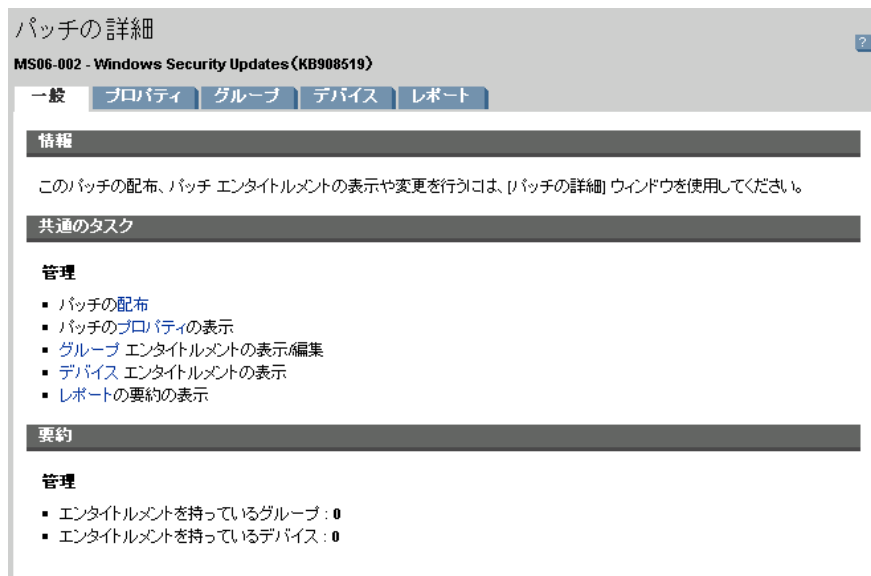 パッチの詳細
?
MS06-002 - Windows Security Updates(KB908519)
一般 プロパティ グループ デバイス レポート
情報
このパッチの配布、パッチ エンタイトルメントの表示や変更を行うには、[パッチの詳細] ウィンドウを使用してください。
共通のタスク
管理
▪ パッチの配布
▪ パッチのプロパティの表示
▪ グループ エンタイトルメントの表示/編集
▪ デバイス エンタイトルメントの表示
▪ レポートの要約の表示
要約
管理
▪ エンタイトルメントを持っているグループ : 0
▪ エンタイトルメントを持っているデバイス : 0